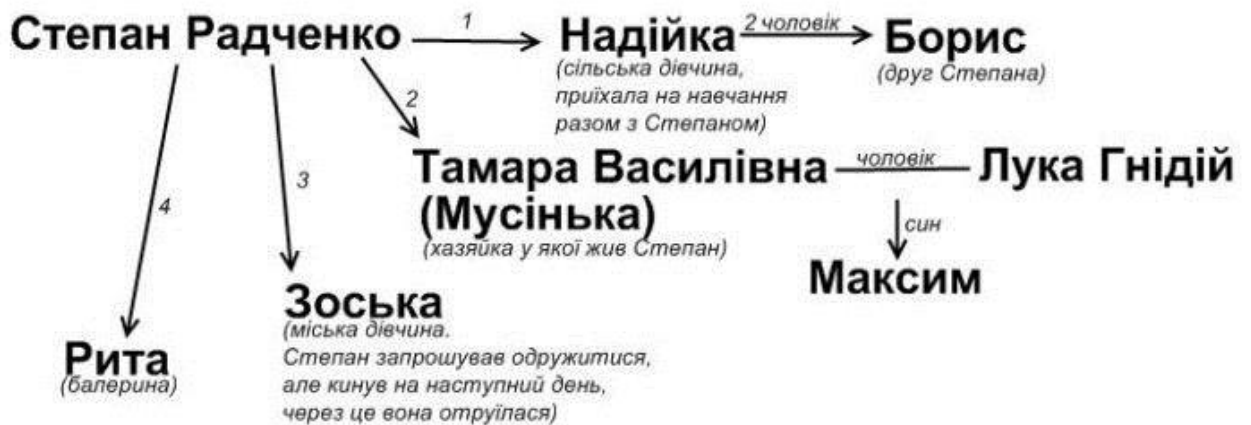 Степан Радченко 1 Надійка 2 чоловік Борис
(сільська дівчина,
приїхала на навчання
разом з Степаном)
(друг Степана)
2
Тамара Василівна чоловік Лука Гнідій
(Мусінька)
(хазяйка у якої жив Степан)
син
Максим
3
Зоська
(міська дівчина.
Степан запрошував одружитися,
але кинув на наступний день,
через це вона отруїлася)
4
Рита
(балерина)